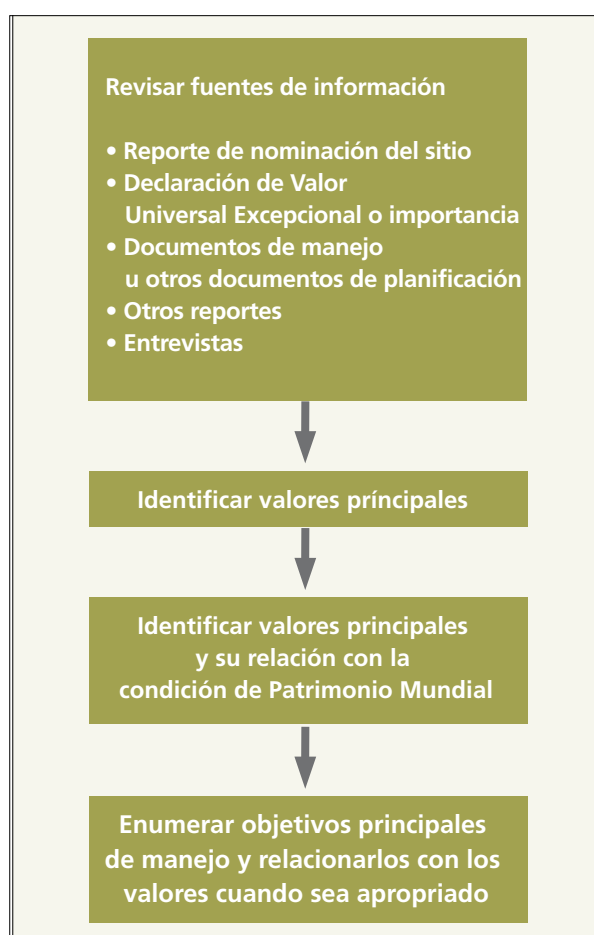 Revisar fuentes de información
• Reporte de nominación del sitio
• Declaración de Valor
Universal Excepcional o importancia
• Documentos de manejo
u otros documentos de planificación
• Otros reportes
• Entrevistas
Identificar valores príncipales
Identificar valores principales
y su relación con la
condición de Patrimonio Mundial
Enumerar objetivos principales
de manejo y relacionarlos con los
valores cuando sea apropiado